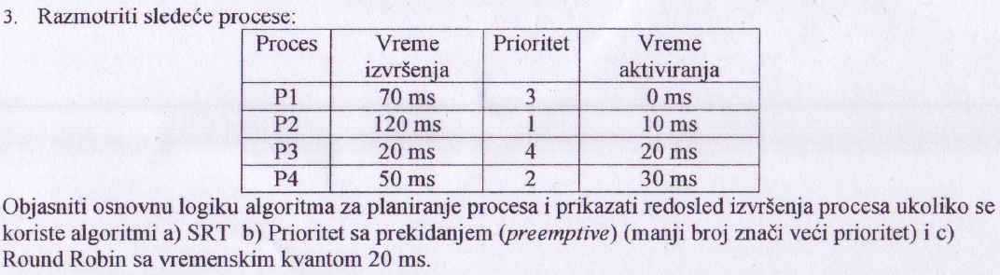 3. Razmotriti sledeće procese:
Proces Vreme izvršenja Prioritet Vreme aktiviranja
P1 70 ms 3 0 ms
P2 120 ms 1 10 ms
P3 20 ms 4 20 ms
P4 50 ms 2 30 ms
Objasniti osnovnu logiku algoritma za planiranje procesa i prikazati redosled izvršenja procesa ukoliko se
koriste algoritmi a) SRT b) Prioritet sa prekidanjem (preemptive) (manji broj znači veći prioritet) i c)
Round Robin sa vremenskim kvantom 20 ms.